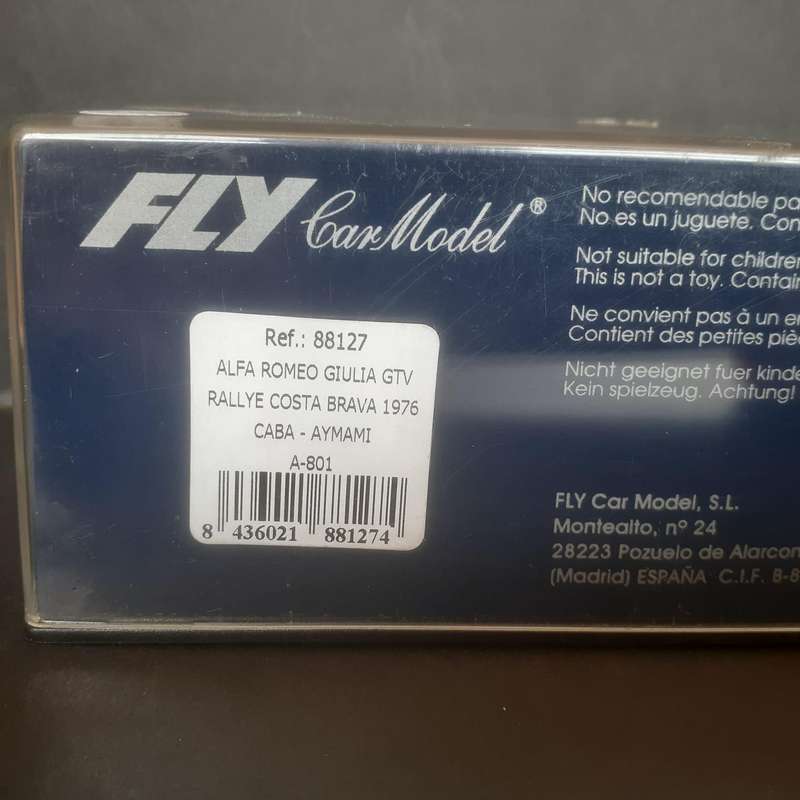 FLY Car Model ®
Ref.: 88127
ALFA ROMEO GIULIA GTV
RALLYE COSTA BRAVA 1976
CABA - AYMAMI
A-801
8 436021 881274
No recomendable pa
No es un juguete. Con
Not suitable for children
This is not a toy. Contain
Ne convient pas à un en
Contient des petites piè
Nicht geeignet fuer kinde
Kein spielzeug. Achtung!
FLY Car Model, S.L.
Montealto, nº 24
28223 Pozuelo de Alarcon
(Madrid) ESPAÑA C.I.F. B-8